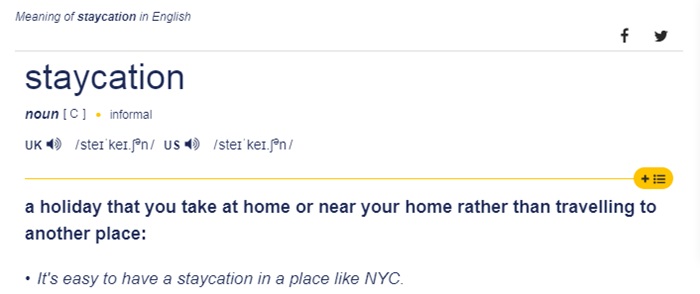 Meaning of staycation in English
staycation
noun [ C ] • informal
UK /steɪˈkeɪ.ʃᵊn/ US /steɪˈkeɪ.ʃᵊn/
a holiday that you take at home or near your home rather than travelling to
another place:
• It's easy to have a staycation in a place like NYC.